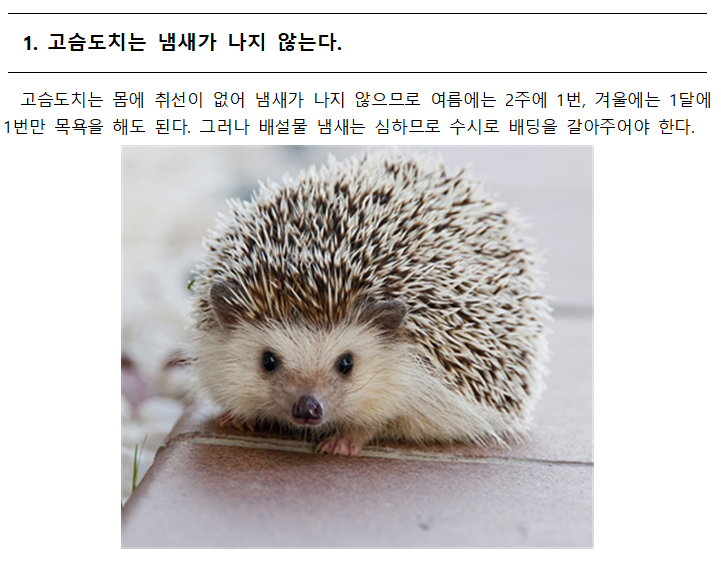 1. 고슴도치는 냄새가 나지 않는다.
고슴도치는 몸에 취선이 없어 냄새가 나지 않으므로 여름에는 2주에 1번, 겨울에는 1달에
1번만 목욕을 해도 된다. 그러나 배설물 냄새는 심하므로 수시로 배딩을 갈아주어야 한다.